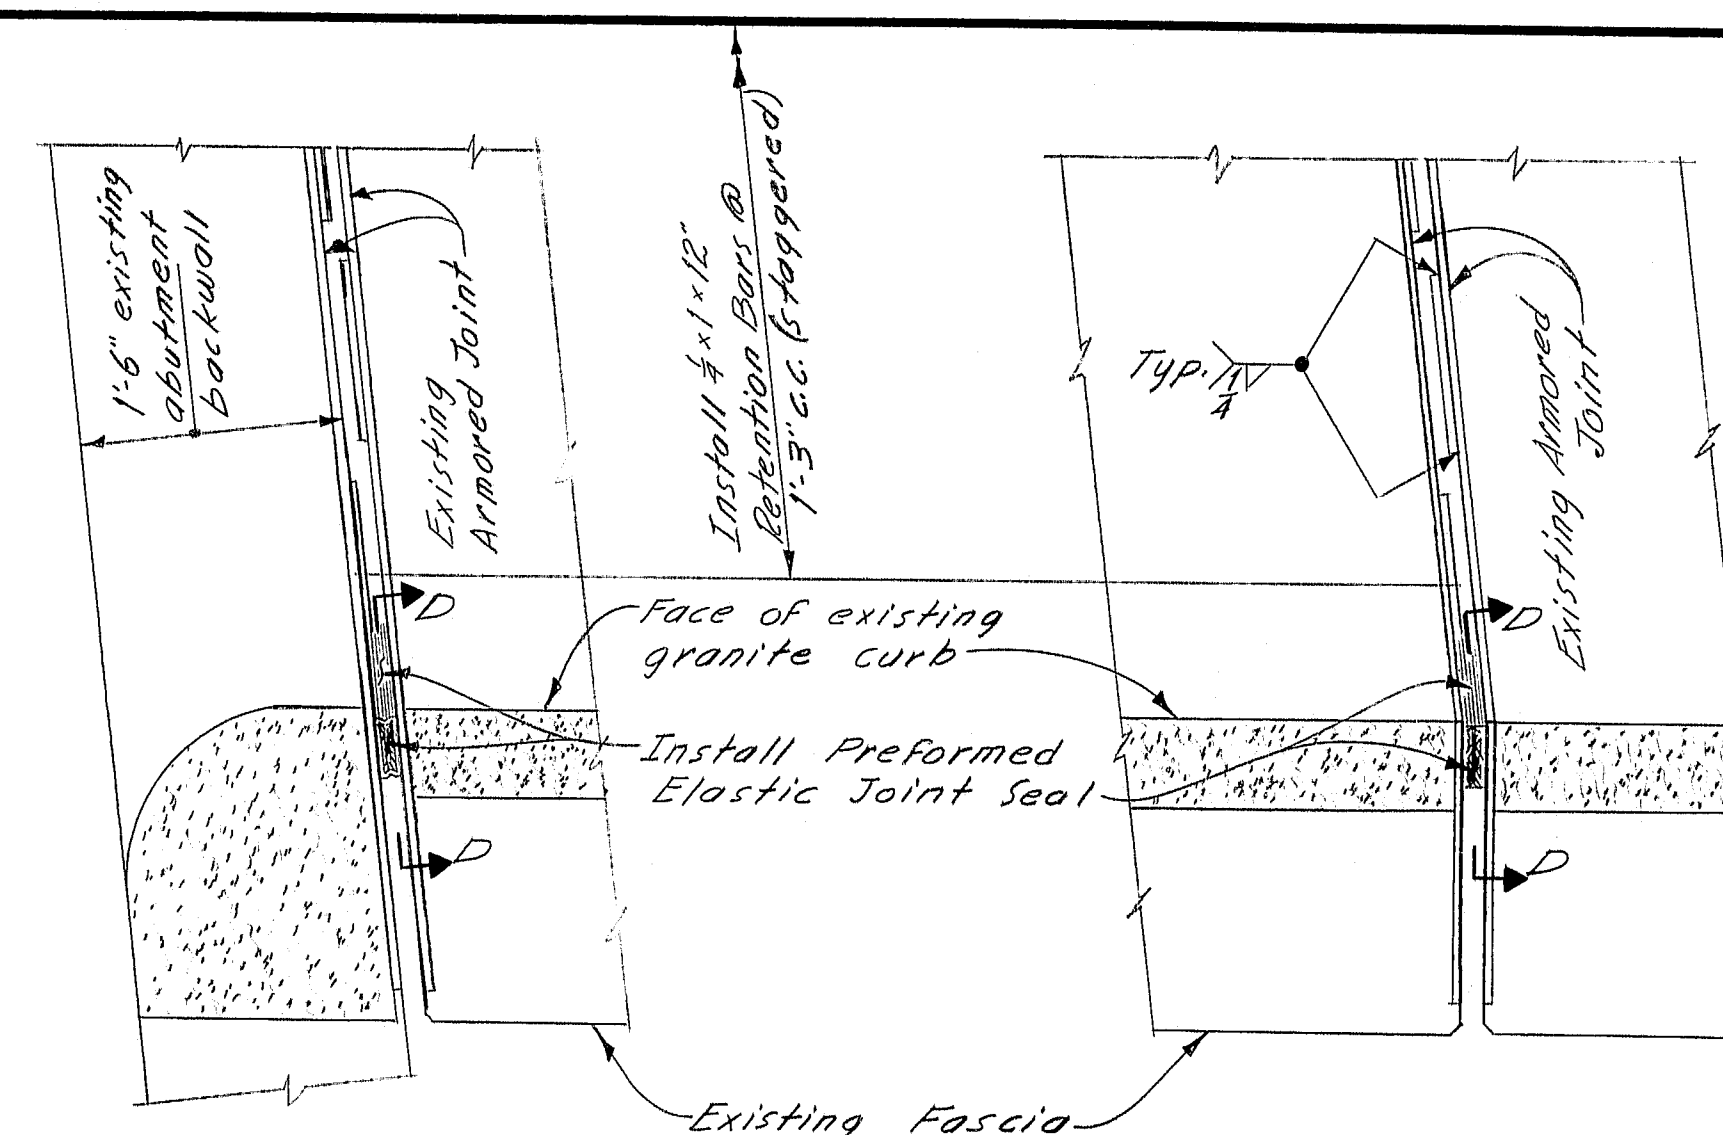 1'-6" existing
abutment
backwall
Existing
Armored Joint
Install 1/4 x 1 x 12"
Retention Bars @
1'-3" c.c. (staggered)
Typ. 1/4
Existing Armored
Joint
D
D
Face of existing
granite curb
Install Preformed
Elastic Joint Seal
D
D
Existing Fascia